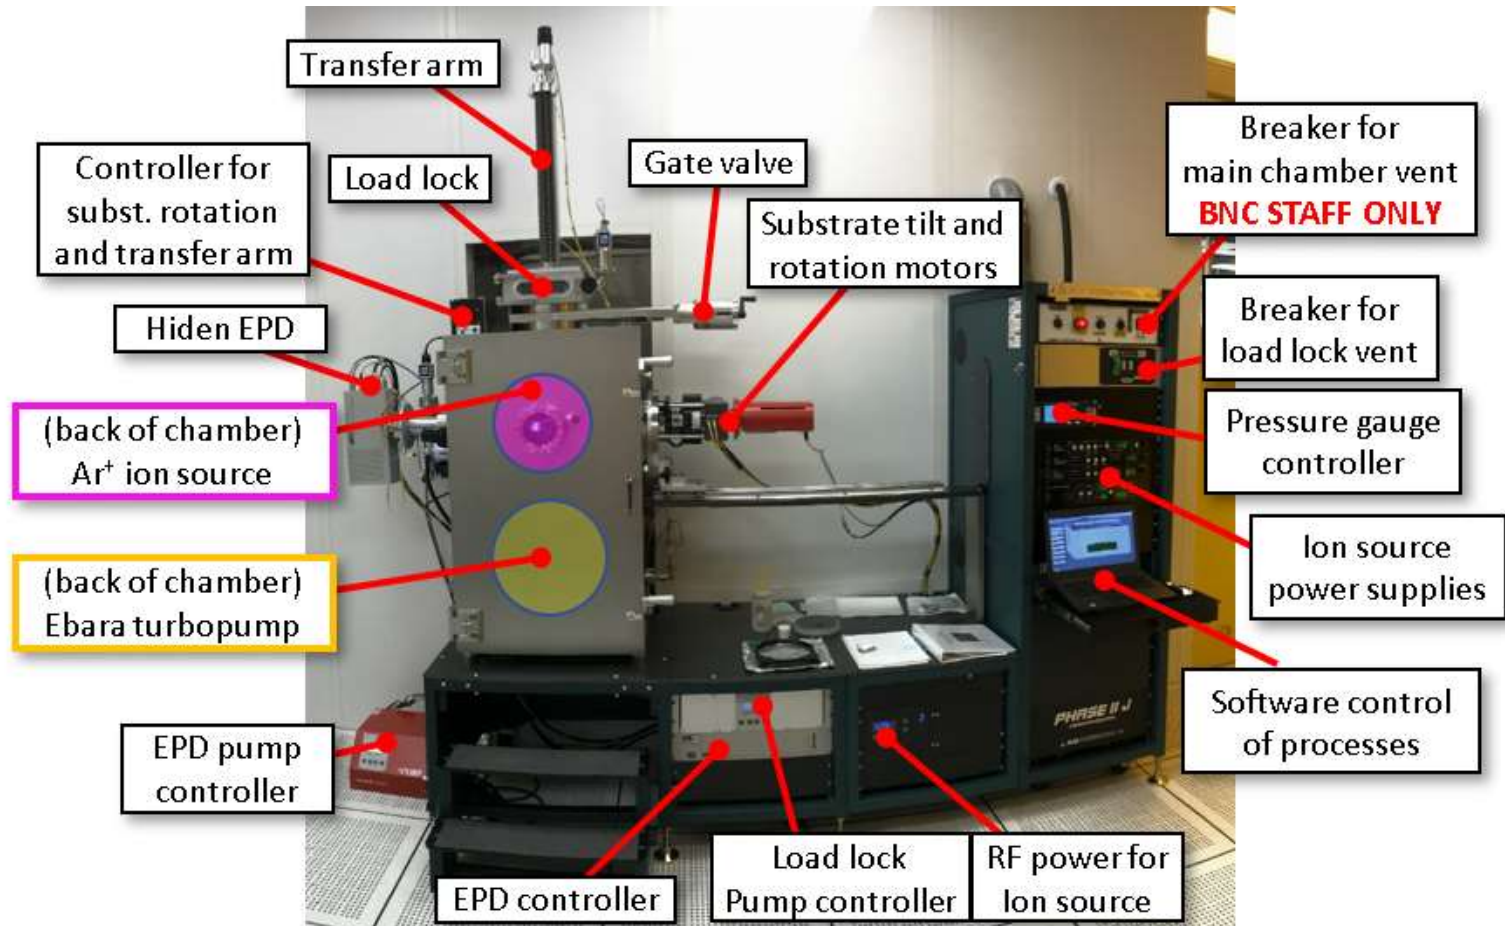 Transfer arm
Controller for
subst. rotation
and transfer arm
Load lock
Gate valve
Substrate tilt and
rotation motors
Breaker for
main chamber vent
BNC STAFF ONLY
Hiden EPD
Breaker for
load lock vent
(back of chamber)
Ar⁺ ion source
Pressure gauge
controller
(back of chamber)
Ebara turbopump
Ion source
power supplies
EPD pump
controller
Software control
of processes
PHASE II J
EPD controller
Load lock
Pump controller
RF power for
Ion source